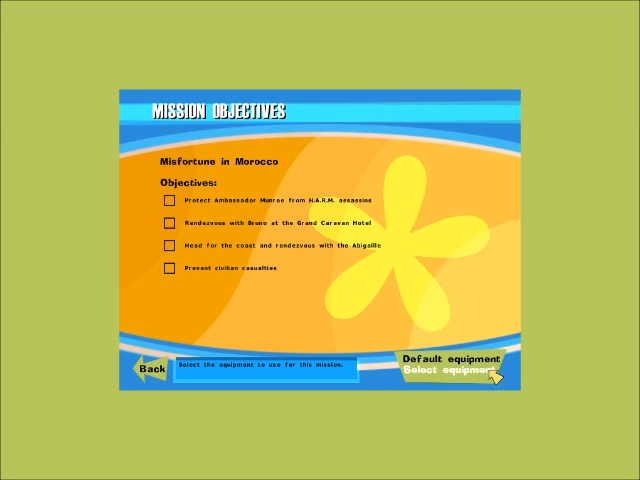 MISSION OBJECTIVES
Misfortune in Morocco
Objectives:
Protect Ambassador Munroe from H.A.R.M. assassins
Rendezvous with Bruno at the Grand Caravan Hotel
Head for the coast and rendezvous with the Abigaille
Prevent civilian casualties
Default equipment
Back
Select the equipment to use for this mission.
Select equipment